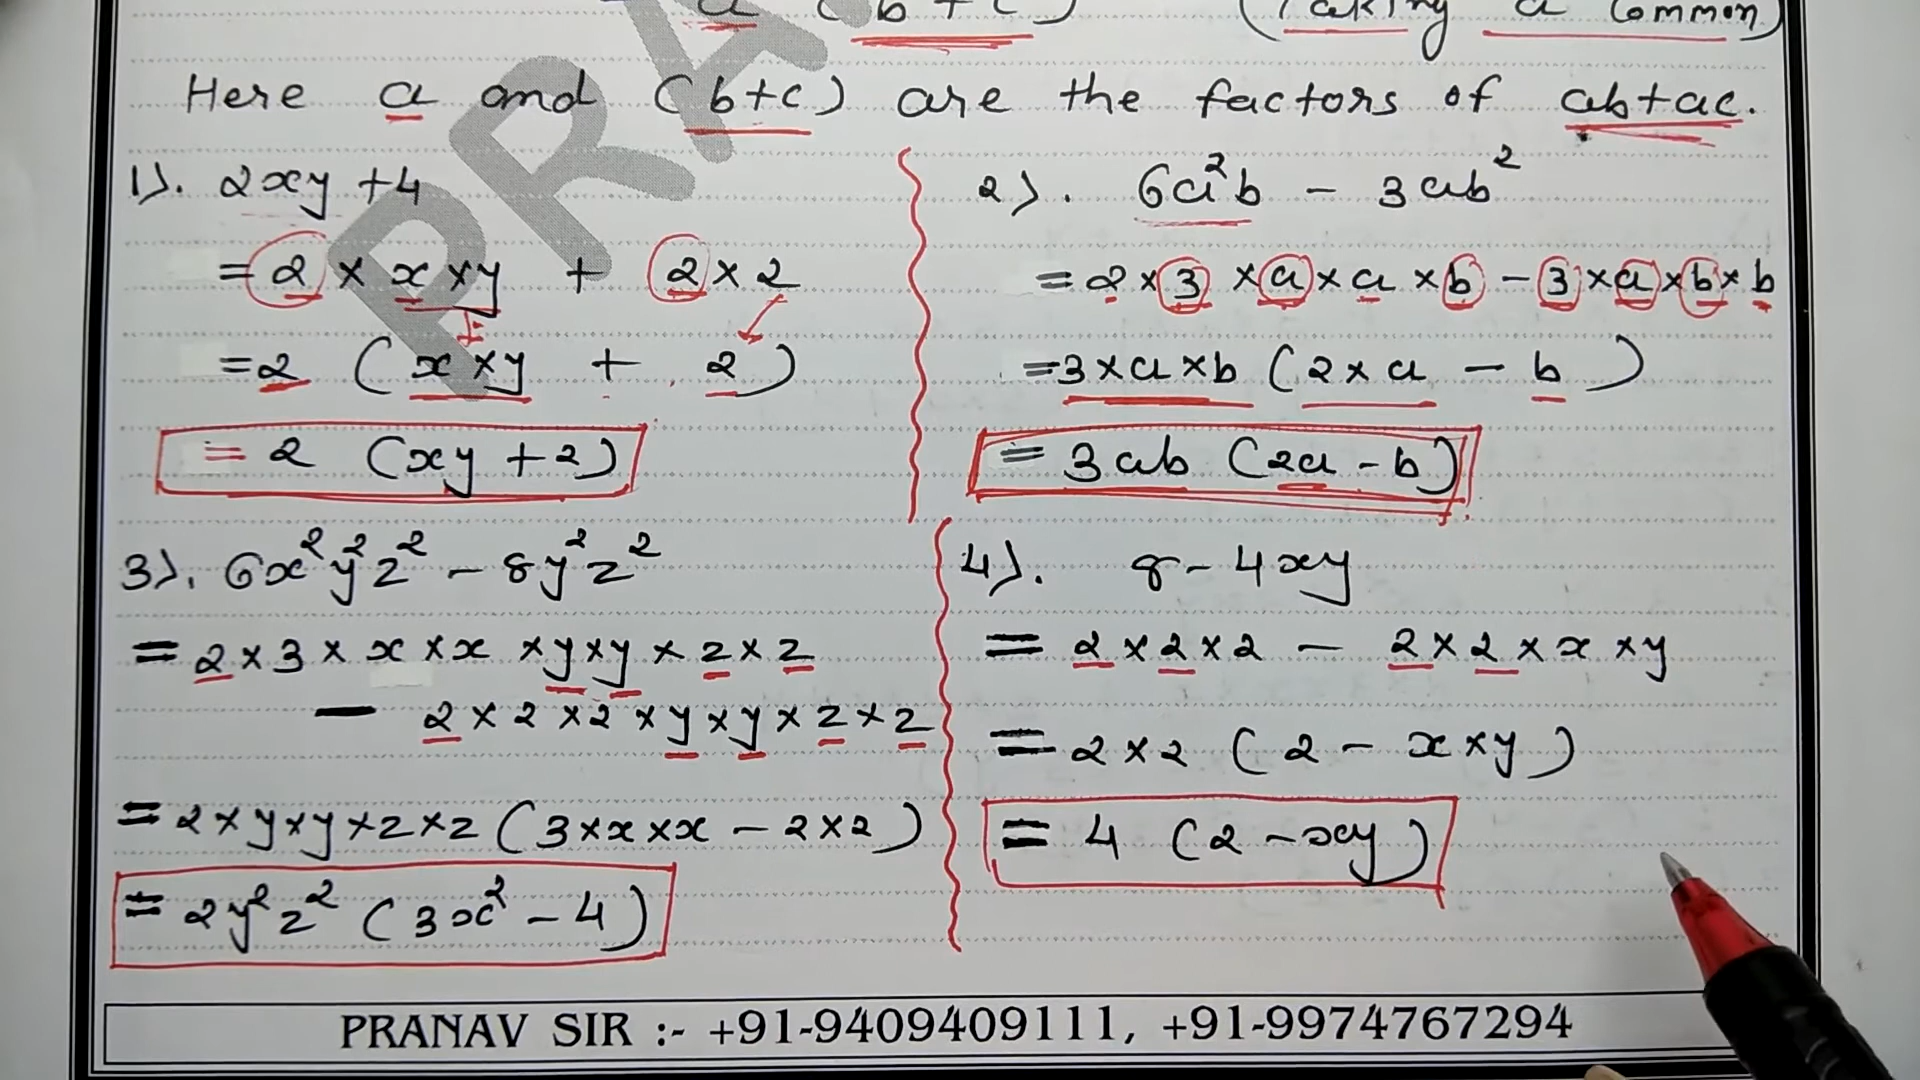 a (b+c) (Taking a common)
Here a and (b+c) are the factors of ab+ac.
1). 2xy +4
= 2 × x × y + 2 × 2
= 2 ( x × y + 2 )
= 2 (xy + 2)
2). 6a²b - 3ab²
= 2 × 3 × a × a × b - 3 × a × b × b
= 3 × a × b ( 2 × a - b )
= 3ab (2a - b)
3). 6x²y²z² - 8y²z²
= 2 × 3 × x × x × y × y × z × z
- 2 × 2 × 2 × y × y × z × z
= 2 × y × y × z × z ( 3 × x × x - 2 × 2 )
= 2y²z² ( 3x² - 4 )
4). 8 - 4xy
= 2 × 2 × 2 - 2 × 2 × x × y
= 2 × 2 ( 2 - x × y )
= 4 (2 - xy)
PRA
PRANAV SIR :- +91-9409409111, +91-9974767294